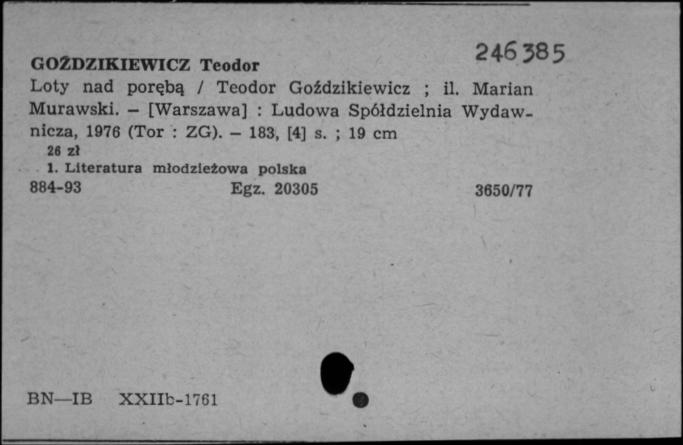 246385
GOŹDZIKIEWICZ Teodor
Loty nad porębą / Teodor Goździkiewicz ; il. Marian
Murawski. — [Warszawa] : Ludowa Spółdzielnia Wydaw-
nicza, 1976 (Tor : ZG). — 183, [4] s. ; 19 cm
26 zł
1. Literatura młodzieżowa polska
884-93 Egz. 20305 3650/77
BN—IB XXIIb-1761